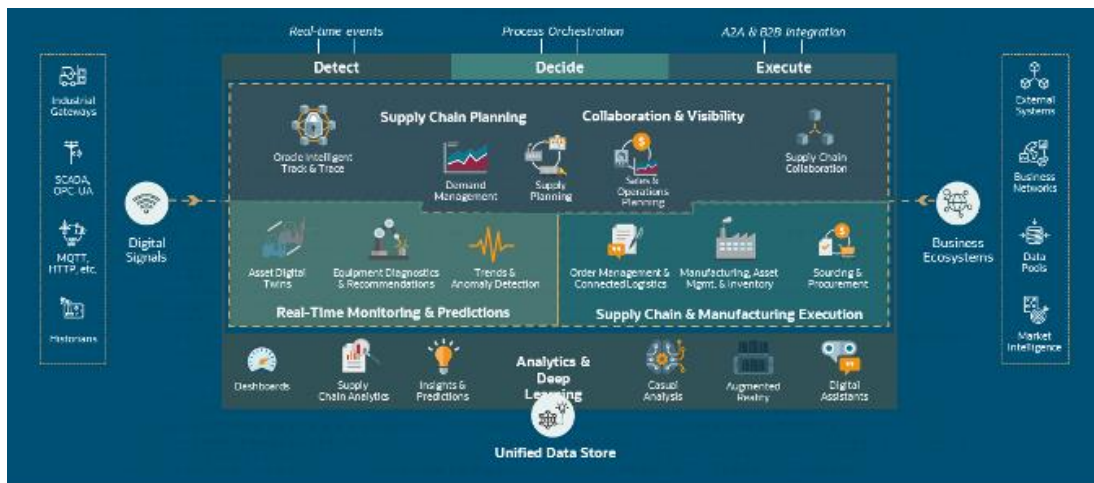 Real-time events
Process Orchestration
A2A & B2B Integration
Detect
Decide
Execute
Industrial
Gateways
SCADA,
OPC-UA
MQTT,
HTTP, etc.
Historians
Digital
Signals
Supply Chain Planning
Collaboration & Visibility
Oracle Intelligent
Track & Trace
Demand
Management
Supply
Planning
Sales &
Operations
Planning
Supply Chain
Collaboration
Asset Digital
Twins
Equipment Diagnostics
& Recommendations
Trends &
Anomaly Detection
Real-Time Monitoring & Predictions
Order Management &
Connected Logistics
Manufacturing, Asset
Mgmt. & Inventory
Sourcing &
Procurement
Supply Chain & Manufacturing Execution
Dashboards
Supply
Chain Analytics
Insights &
Predictions
Analytics &
Deep
Learning
Casual
Analysis
Augmented
Reality
Digital
Assistants
Unified Data Store
Business
Ecosystems
External
Systems
Business
Networks
Data
Pools
Market
Intelligence